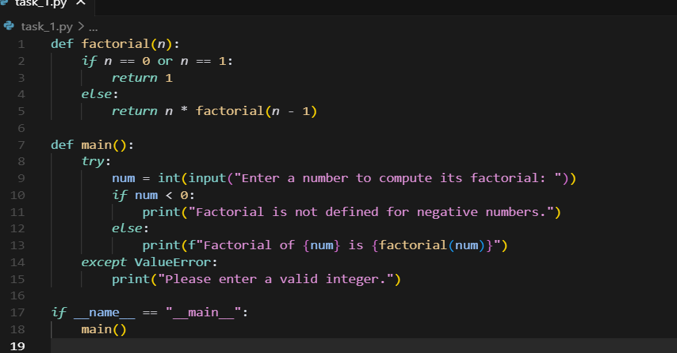 task_1.py ×
task_1.py > ...
1 def factorial(n):
2     if n == 0 or n == 1:
3         return 1
4     else:
5         return n * factorial(n - 1)
6
7 def main():
8     try:
9         num = int(input("Enter a number to compute its factorial: "))
10         if num < 0:
11             print("Factorial is not defined for negative numbers.")
12         else:
13             print(f"Factorial of {num} is {factorial(num)}")
14     except ValueError:
15         print("Please enter a valid integer.")
16
17 if __name__ == "__main__":
18     main()
19